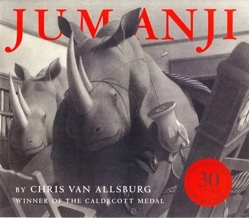 JUMANJI
BY CHRIS VAN ALLSBURG
WINNER OF THE CALDECOTT MEDAL
30